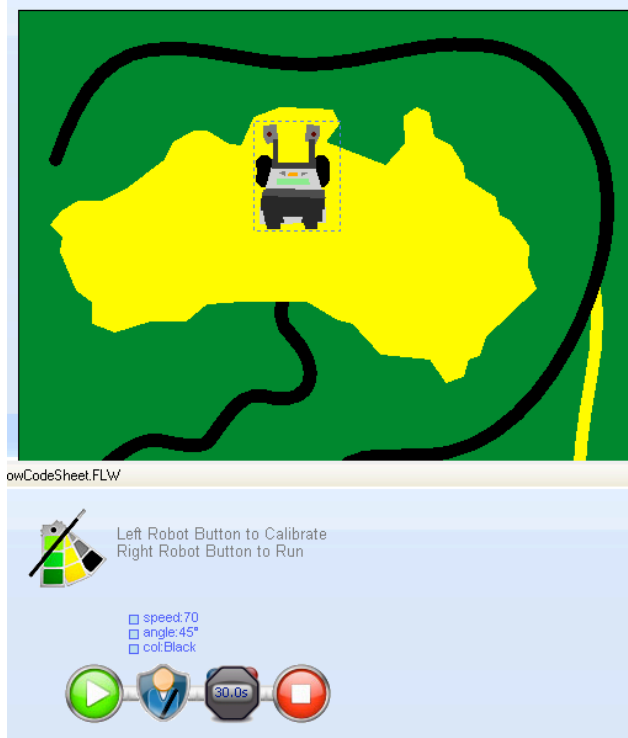 owCodeSheet.FLW
Left Robot Button to Calibrate
Right Robot Button to Run
speed:70
angle:45°
col:Black
30.0s